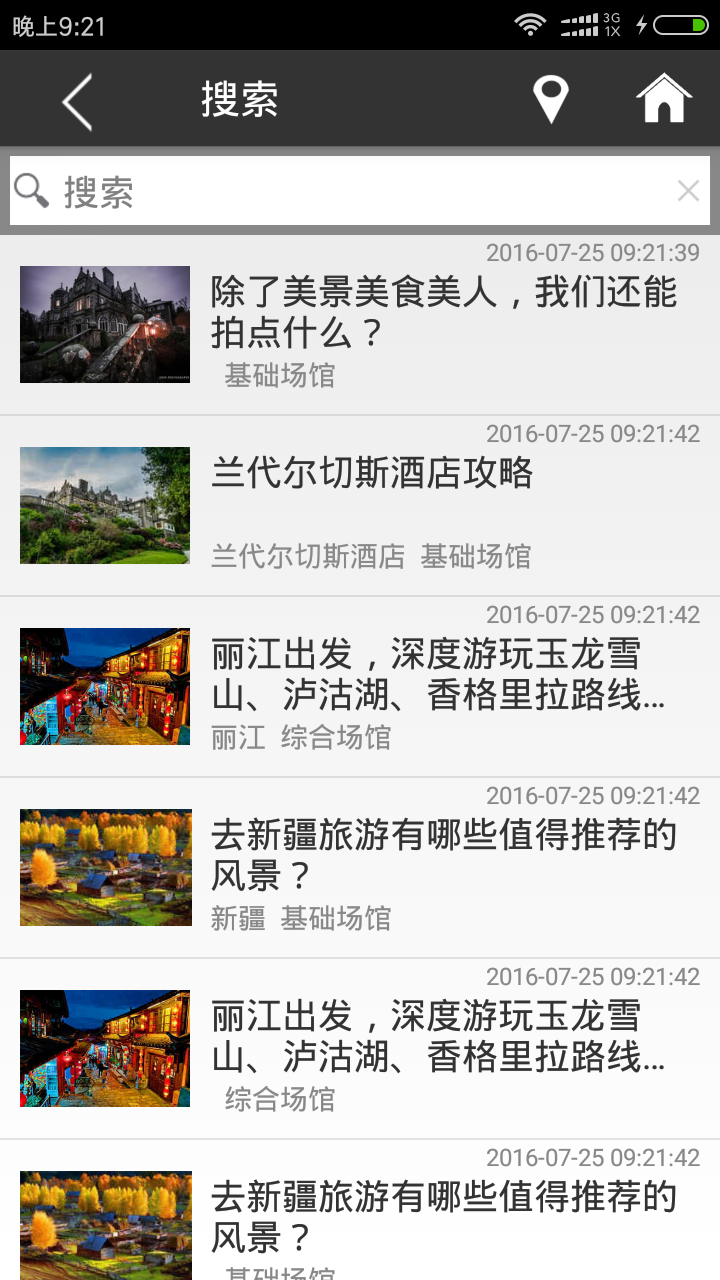 晚上9:21
3G
1X
搜索
搜索
2016-07-25 09:21:39
除了美景美食美人，我们还能
拍点什么？
基础场馆
2016-07-25 09:21:42
兰代尔切斯酒店攻略
兰代尔切斯酒店 基础场馆
2016-07-25 09:21:42
丽江出发，深度游玩玉龙雪
山、泸沽湖、香格里拉路线...
丽江 综合场馆
2016-07-25 09:21:42
去新疆旅游有哪些值得推荐的
风景？
新疆 基础场馆
2016-07-25 09:21:42
丽江出发，深度游玩玉龙雪
山、泸沽湖、香格里拉路线...
综合场馆
2016-07-25 09:21:42
去新疆旅游有哪些值得推荐的
风景？
基础场馆